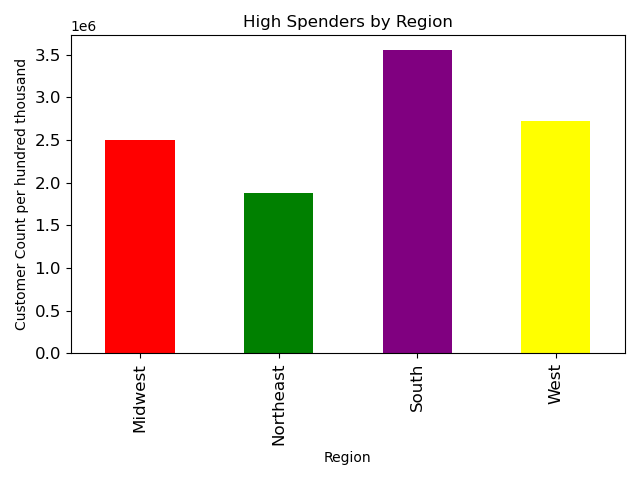 High Spenders by Region
1e6
Customer Count per hundred thousand
3.5
3.0
2.5
2.0
1.5
1.0
0.5
0.0
Midwest
Northeast
South
West
Region